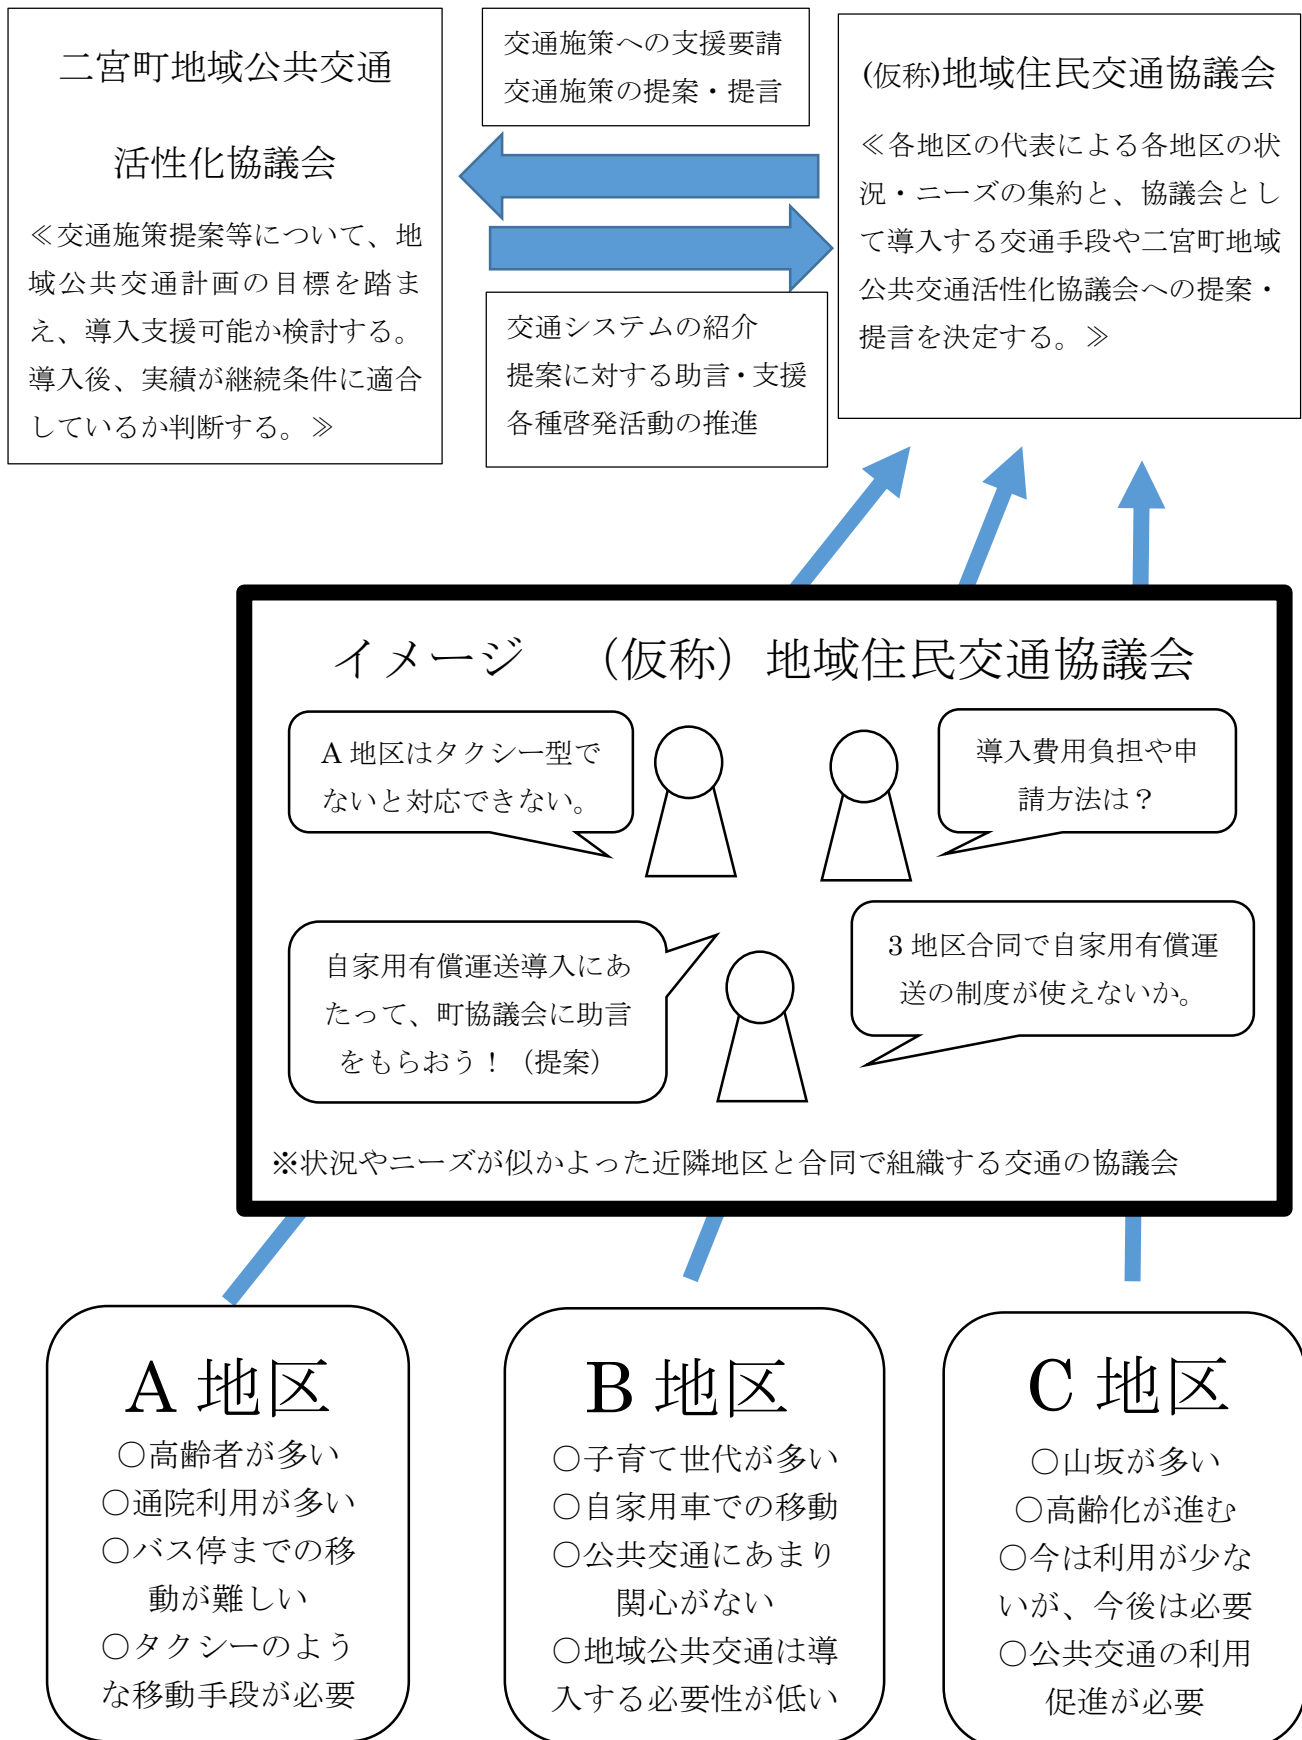 二宮町地域公共交通
活性化協議会
≪交通施策提案等について、地
域公共交通計画の目標を踏ま
え、導入支援可能か検討する。
導入後、実績が継続条件に適合
しているか判断する。≫
交通施策への支援要請
交通施策の提案・提言
交通システムの紹介
提案に対する助言・支援
各種啓発活動の推進
(仮称)地域住民交通協議会
≪各地区の代表による各地区の状
況・ニーズの集約と、協議会とし
て導入する交通手段や二宮町地域
公共交通活性化協議会への提案・
提言を決定する。≫
イメージ　（仮称）地域住民交通協議会
A 地区はタクシー型で
ないと対応できない。
導入費用負担や申
請方法は？
自家用有償運送導入にあ
たって、町協議会に助言
をもらおう！（提案）
3 地区合同で自家用有償運
送の制度が使えないか。
※状況やニーズが似かよった近隣地区と合同で組織する交通の協議会
A 地区
○高齢者が多い
○通院利用が多い
○バス停までの移
動が難しい
○タクシーのよう
な移動手段が必要
B 地区
○子育て世代が多い
○自家用車での移動
○公共交通にあまり
関心がない
○地域公共交通は導
入する必要性が低い
C 地区
○山坂が多い
○高齢化が進む
○今は利用が少な
いが、今後は必要
○公共交通の利用
促進が必要